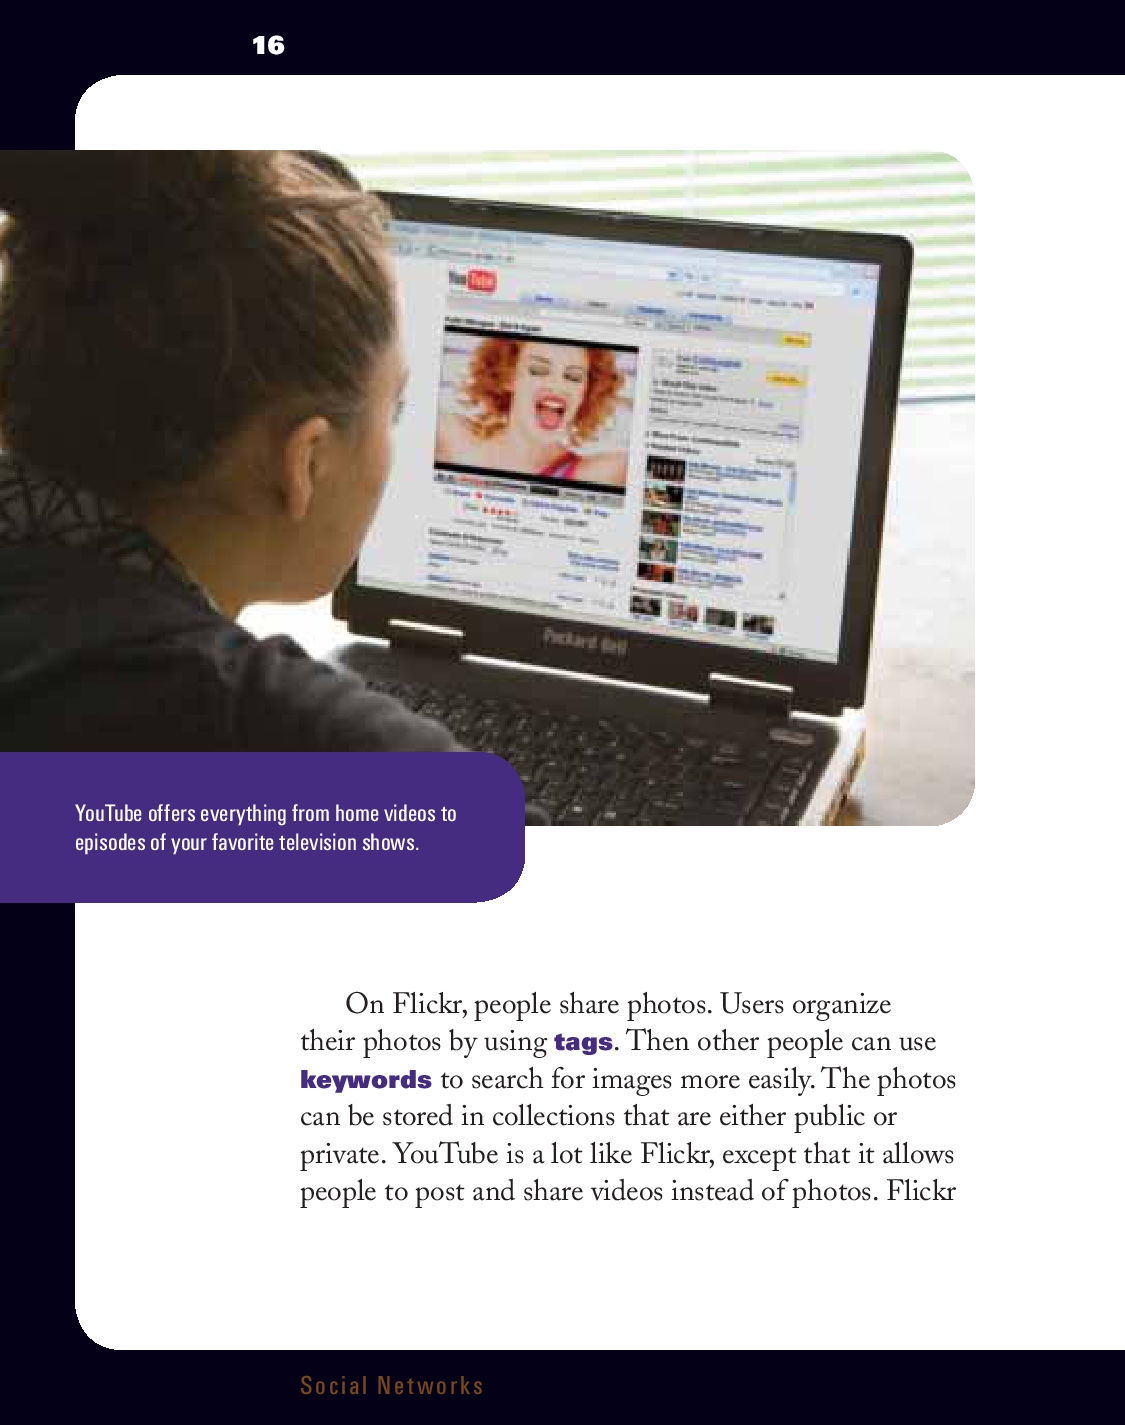 16
YouTube
Packard Bell
YouTube offers everything from home videos to
episodes of your favorite television shows.
On Flickr, people share photos. Users organize
their photos by using tags. Then other people can use
keywords to search for images more easily. The photos
can be stored in collections that are either public or
private. YouTube is a lot like Flickr, except that it allows
people to post and share videos instead of photos. Flickr
Social Networks